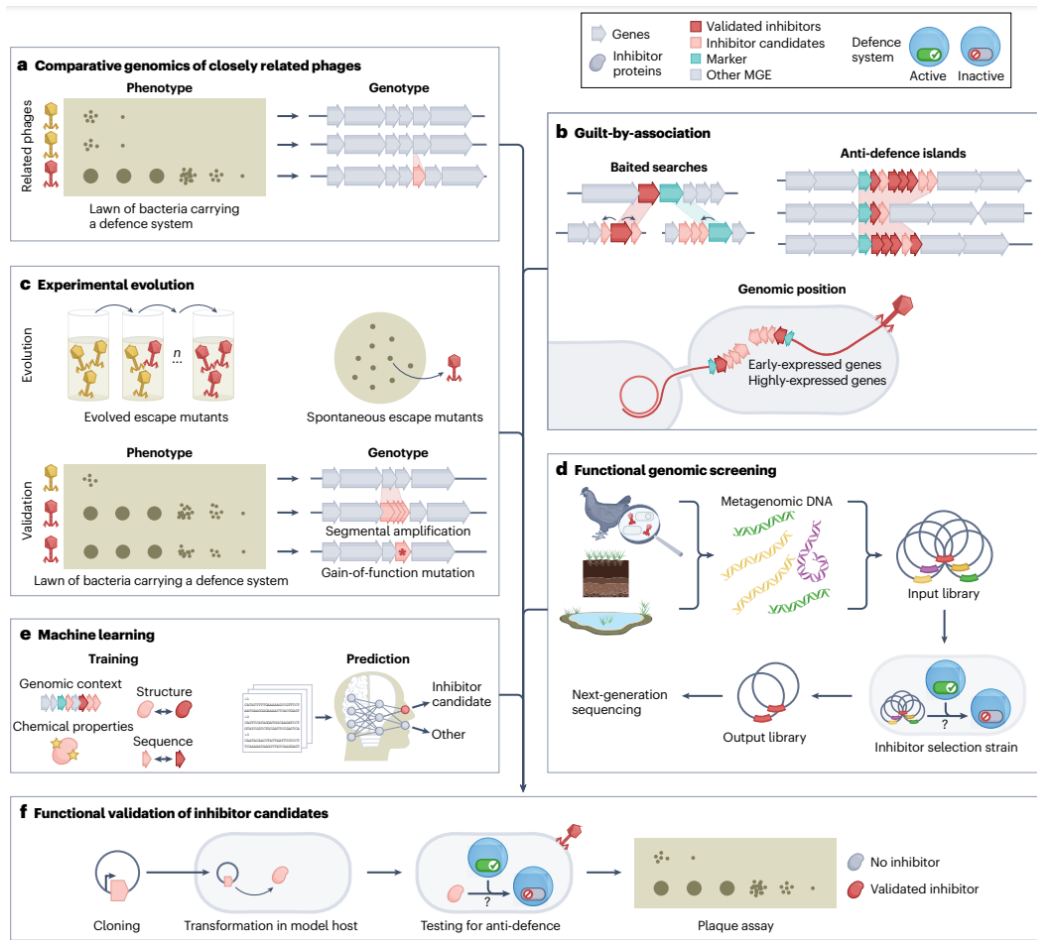 Genes
Inhibitor
proteins
Validated inhibitors
Inhibitor candidates
Marker
Other MGE
Defence
system
Active
Inactive
a Comparative genomics of closely related phages
Phenotype
Genotype
Related phages
Lawn of bacteria carrying
a defence system
b Guilt-by-association
Baited searches
Anti-defence islands
Genomic position
Early-expressed genes
Highly-expressed genes
c Experimental evolution
Evolution
n
...
Evolved escape mutants
Spontaneous escape mutants
Phenotype
Genotype
Validation
Segmental amplification
*
Gain-of-function mutation
Lawn of bacteria carrying a defence system
d Functional genomic screening
Metagenomic DNA
Input library
Next-generation
sequencing
Output library
?
Inhibitor selection strain
e Machine learning
Training
Prediction
Genomic context
Structure
Chemical properties
Sequence
Inhibitor
candidate
Other
f Functional validation of inhibitor candidates
Cloning
Transformation in model host
?
Testing for anti-defence
Plaque assay
No inhibitor
Validated inhibitor